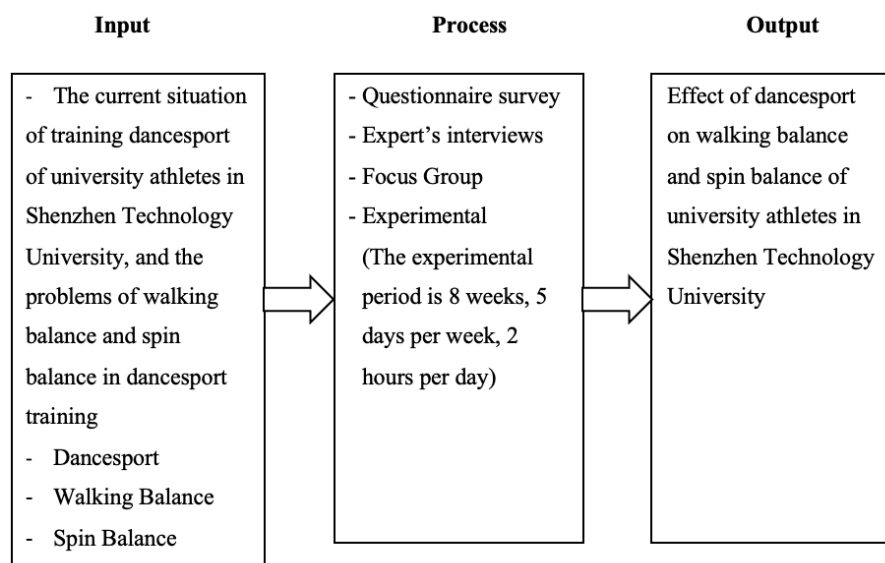 Input
Process
Output
- The current situation
of training dancesport
of university athletes in
Shenzhen Technology
University, and the
problems of walking
balance and spin
balance in dancesport
training
- Dancesport
- Walking Balance
- Spin Balance
- Questionnaire survey
- Expert’s interviews
- Focus Group
- Experimental
(The experimental
period is 8 weeks, 5
days per week, 2
hours per day)
Effect of dancesport
on walking balance
and spin balance of
university athletes in
Shenzhen Technology
University